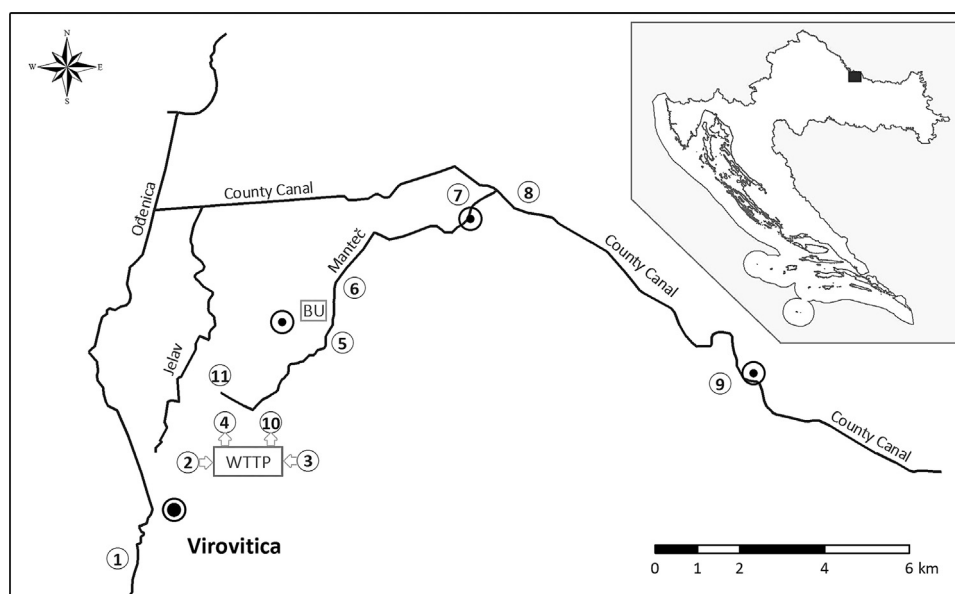 N
W E
S
Ođenica
County Canal
7
8
Manteč
Jelav
6
BU
5
County Canal
11
9
4
10
2
WTTP
3
County Canal
Virovitica
1
0 1 2 4 6 km